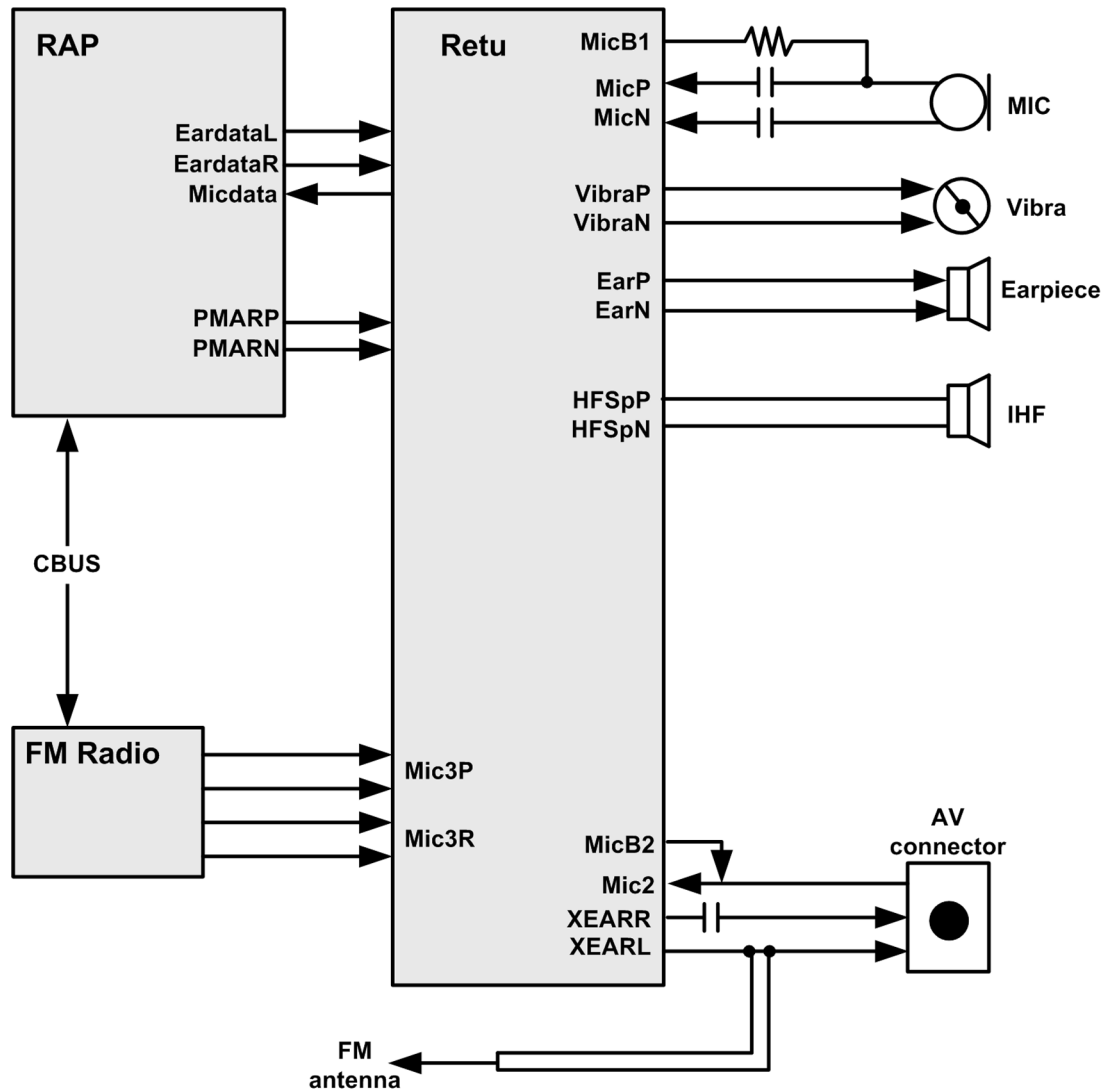 RAP
EardataL
EardataR
Micdata
PMARP
PMARN
CBUS
FM Radio
Retu
MicB1
MicP
MicN
VibraP
VibraN
EarP
EarN
HFSpP
HFSpN
Mic3P
Mic3R
MicB2
Mic2
XEARR
XEARL
MIC
Vibra
Earpiece
IHF
AV
connector
FM
antenna